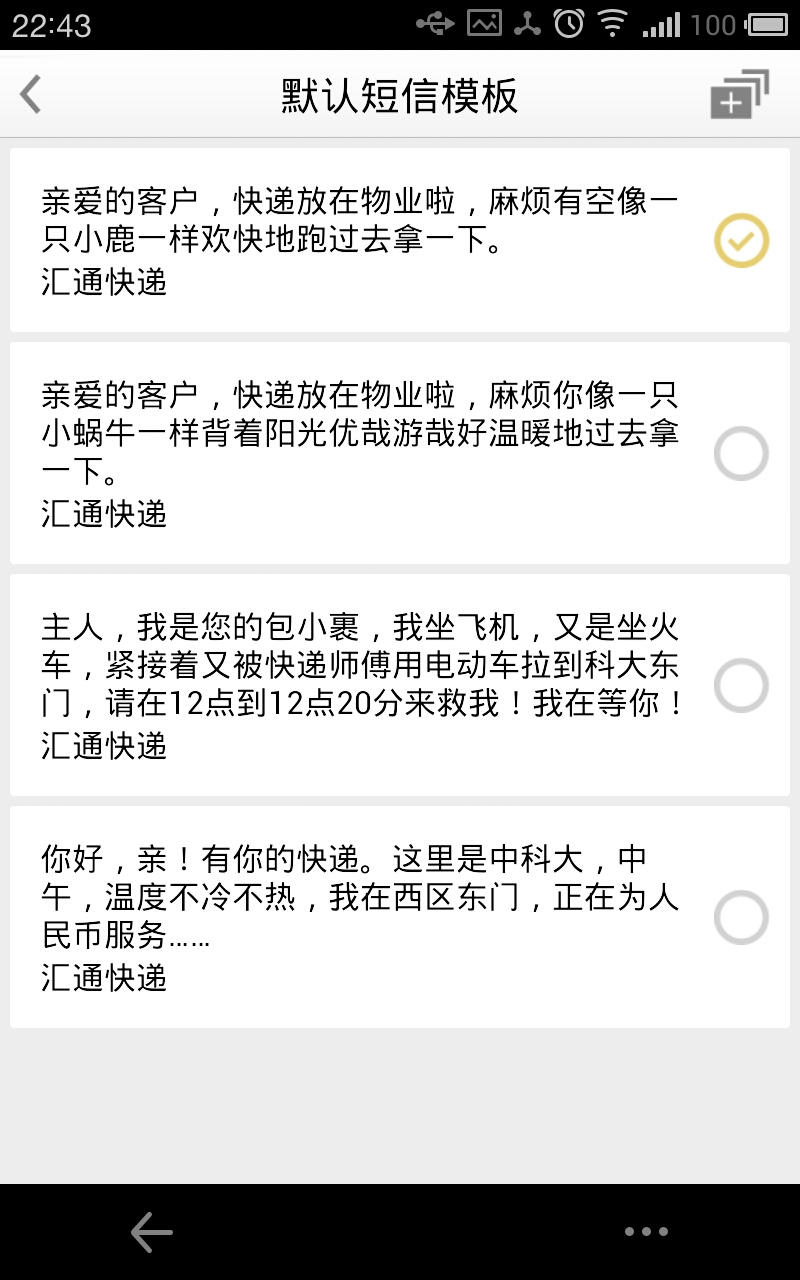 22:43
100
默认短信模板
亲爱的客户，快递放在物业啦，麻烦有空像一
只小鹿一样欢快地跑过去拿一下。
汇通快递
亲爱的客户，快递放在物业啦，麻烦你像一只
小蜗牛一样背着阳光优哉游哉好温暖地过去拿
一下。
汇通快递
主人，我是您的包小裹，我坐飞机，又是坐火
车，紧接着又被快递师傅用电动车拉到科大东
门，请在12点到12点20分来救我！我在等你！
汇通快递
你好，亲！有你的快递。这里是中科大，中
午，温度不冷不热，我在西区东门，正在为人
民币服务……
汇通快递